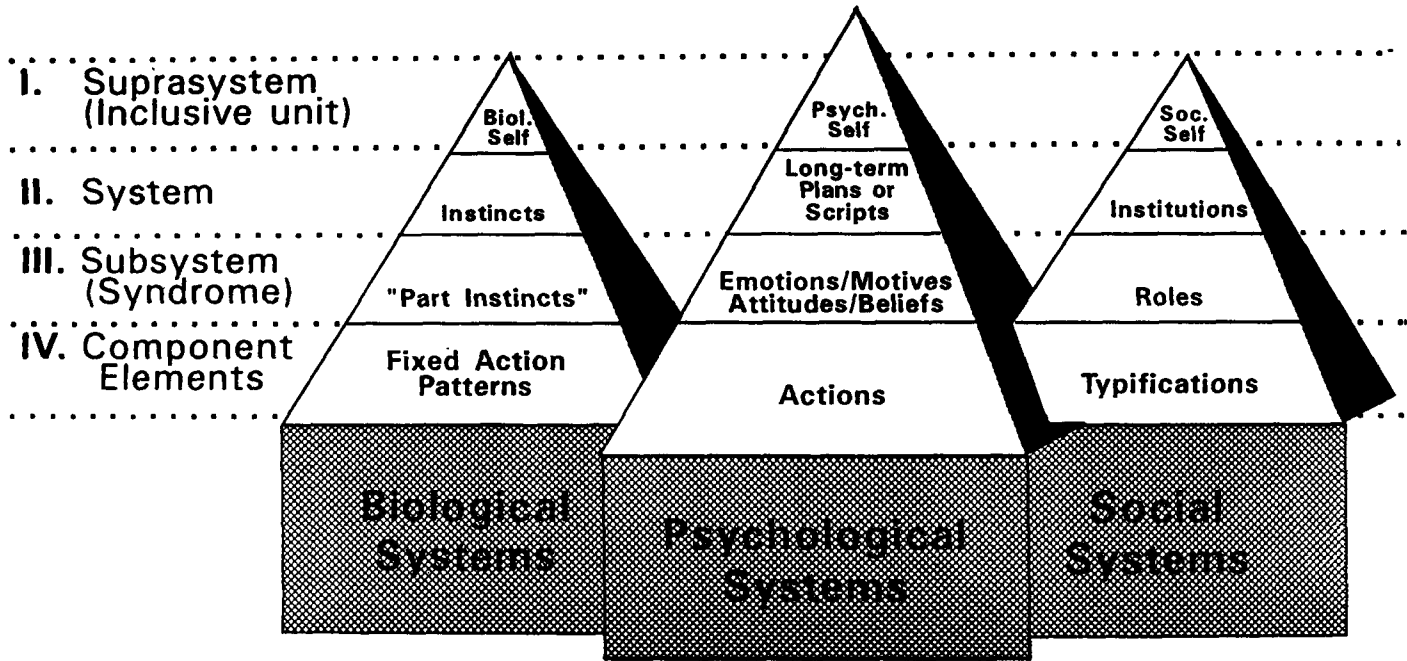 I. Suprasystem
(Inclusive unit)
Biol.
Self
Psych.
Self
Soc.
Self
II. System
Instincts
Long-term
Plans or
Scripts
Institutions
III. Subsystem
(Syndrome)
"Part Instincts"
Emotions/Motives
Attitudes/Beliefs
Roles
IV. Component
Elements
Fixed Action
Patterns
Actions
Typifications
Biological
Systems
Psychological
Systems
Social
Systems